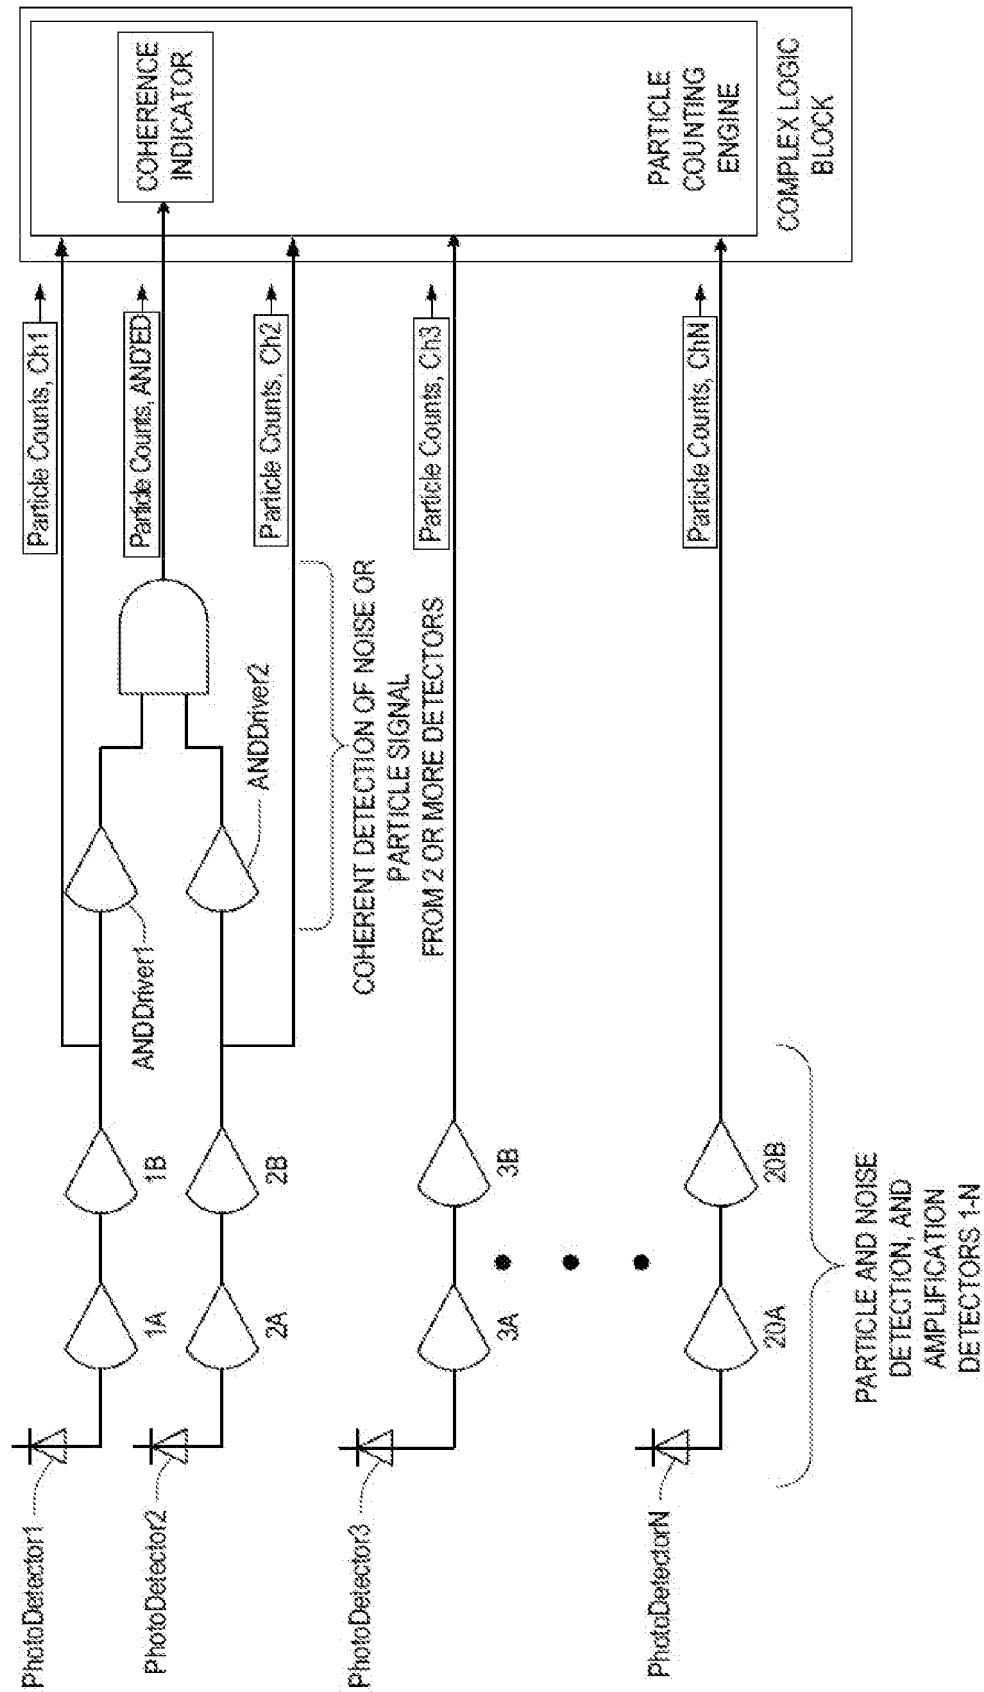 PhotoDetector1
PhotoDetector2
PhotoDetector3
PhotoDetectorN
1A
1B
2A
2B
3A
3B
20A
20B
PARTICLE AND NOISE
DETECTION, AND
AMPLIFICATION
DETECTORS 1-N
ANDDriver1
ANDDriver2
COHERENT DETECTION OF NOISE OR
PARTICLE SIGNAL
FROM 2 OR MORE DETECTORS
Particle Counts, Ch1
Particle Counts, AND'ED
Particle Counts, Ch2
Particle Counts, Ch3
Particle Counts, ChN
COHERENCE
INDICATOR
PARTICLE
COUNTING
ENGINE
COMPLEX LOGIC
BLOCK